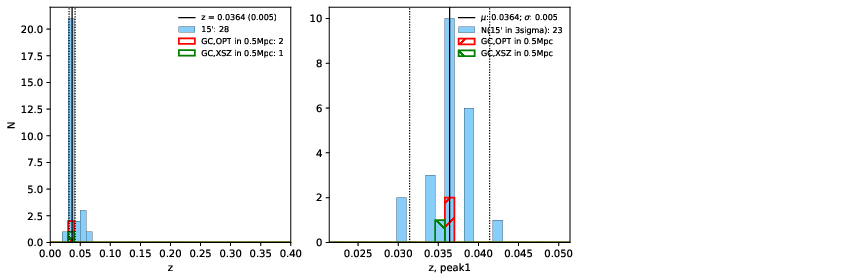 z = 0.0364 (0.005)
15': 28
GC,OPT in 0.5Mpc: 2
GC,XSZ in 0.5Mpc: 1
20.0
17.5
15.0
12.5
10.0
7.5
5.0
2.5
0.0
N
0.00 0.05 0.10 0.15 0.20 0.25 0.30 0.35 0.40
z
μ: 0.0364; σ: 0.005
N(15' in 3sigma): 23
GC,OPT in 0.5Mpc
GC,XSZ in 0.5Mpc
10
8
6
4
2
0
0.025 0.030 0.035 0.040 0.045 0.050
z, peak1